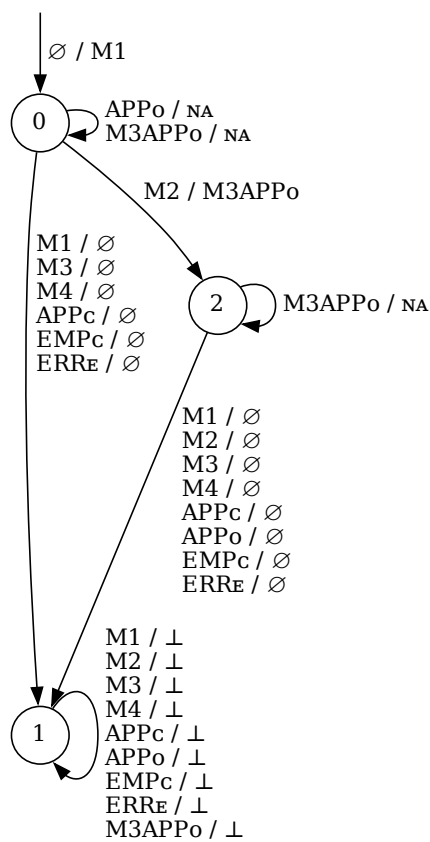 ∅ / M1
0
APPo / NA
M3APPo / NA
M2 / M3APPo
M1 / ∅
M3 / ∅
M4 / ∅
APPc / ∅
EMPc / ∅
ERRE / ∅
2
M3APPo / NA
M1 / ∅
M2 / ∅
M3 / ∅
M4 / ∅
APPc / ∅
APPo / ∅
EMPc / ∅
ERRE / ∅
1
M1 / ⊥
M2 / ⊥
M3 / ⊥
M4 / ⊥
APPc / ⊥
APPo / ⊥
EMPc / ⊥
ERRE / ⊥
M3APPo / ⊥